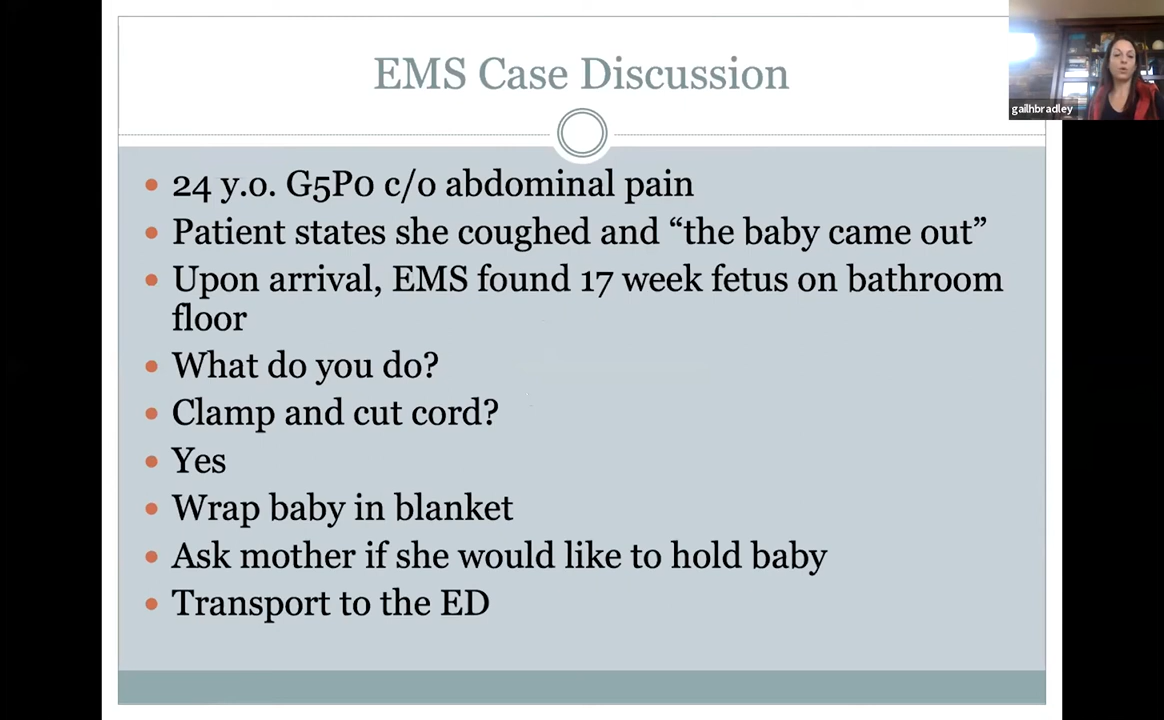 EMS Case Discussion
gailhbradley
• 24 y.o. G5P0 c/o abdominal pain
• Patient states she coughed and “the baby came out”
• Upon arrival, EMS found 17 week fetus on bathroom
floor
• What do you do?
• Clamp and cut cord?
• Yes
• Wrap baby in blanket
• Ask mother if she would like to hold baby
• Transport to the ED